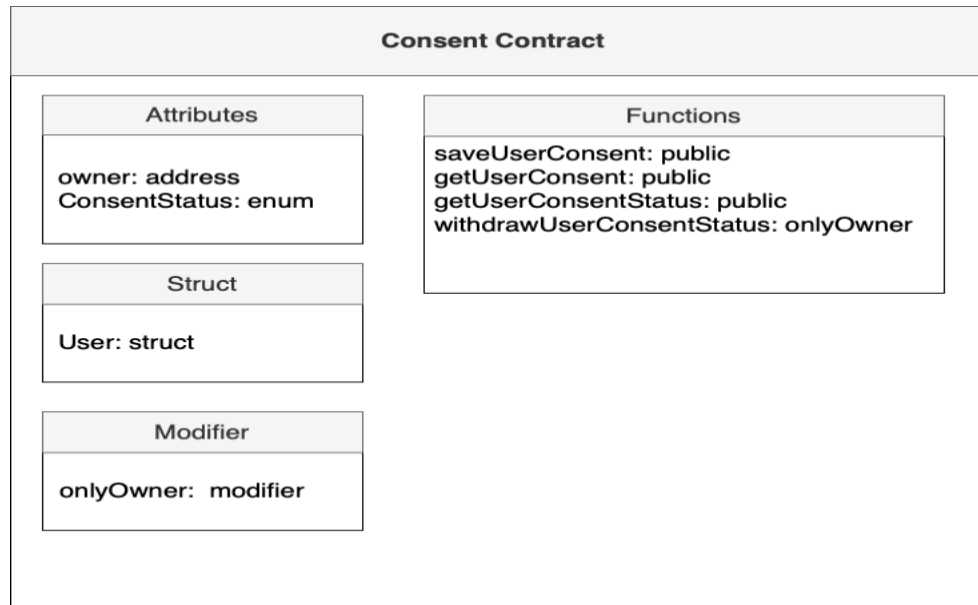 Consent Contract
Attributes
owner: address
ConsentStatus: enum
Struct
User: struct
Modifier
onlyOwner:  modifier
Functions
saveUserConsent: public
getUserConsent: public
getUserConsentStatus: public
withdrawUserConsentStatus: onlyOwner